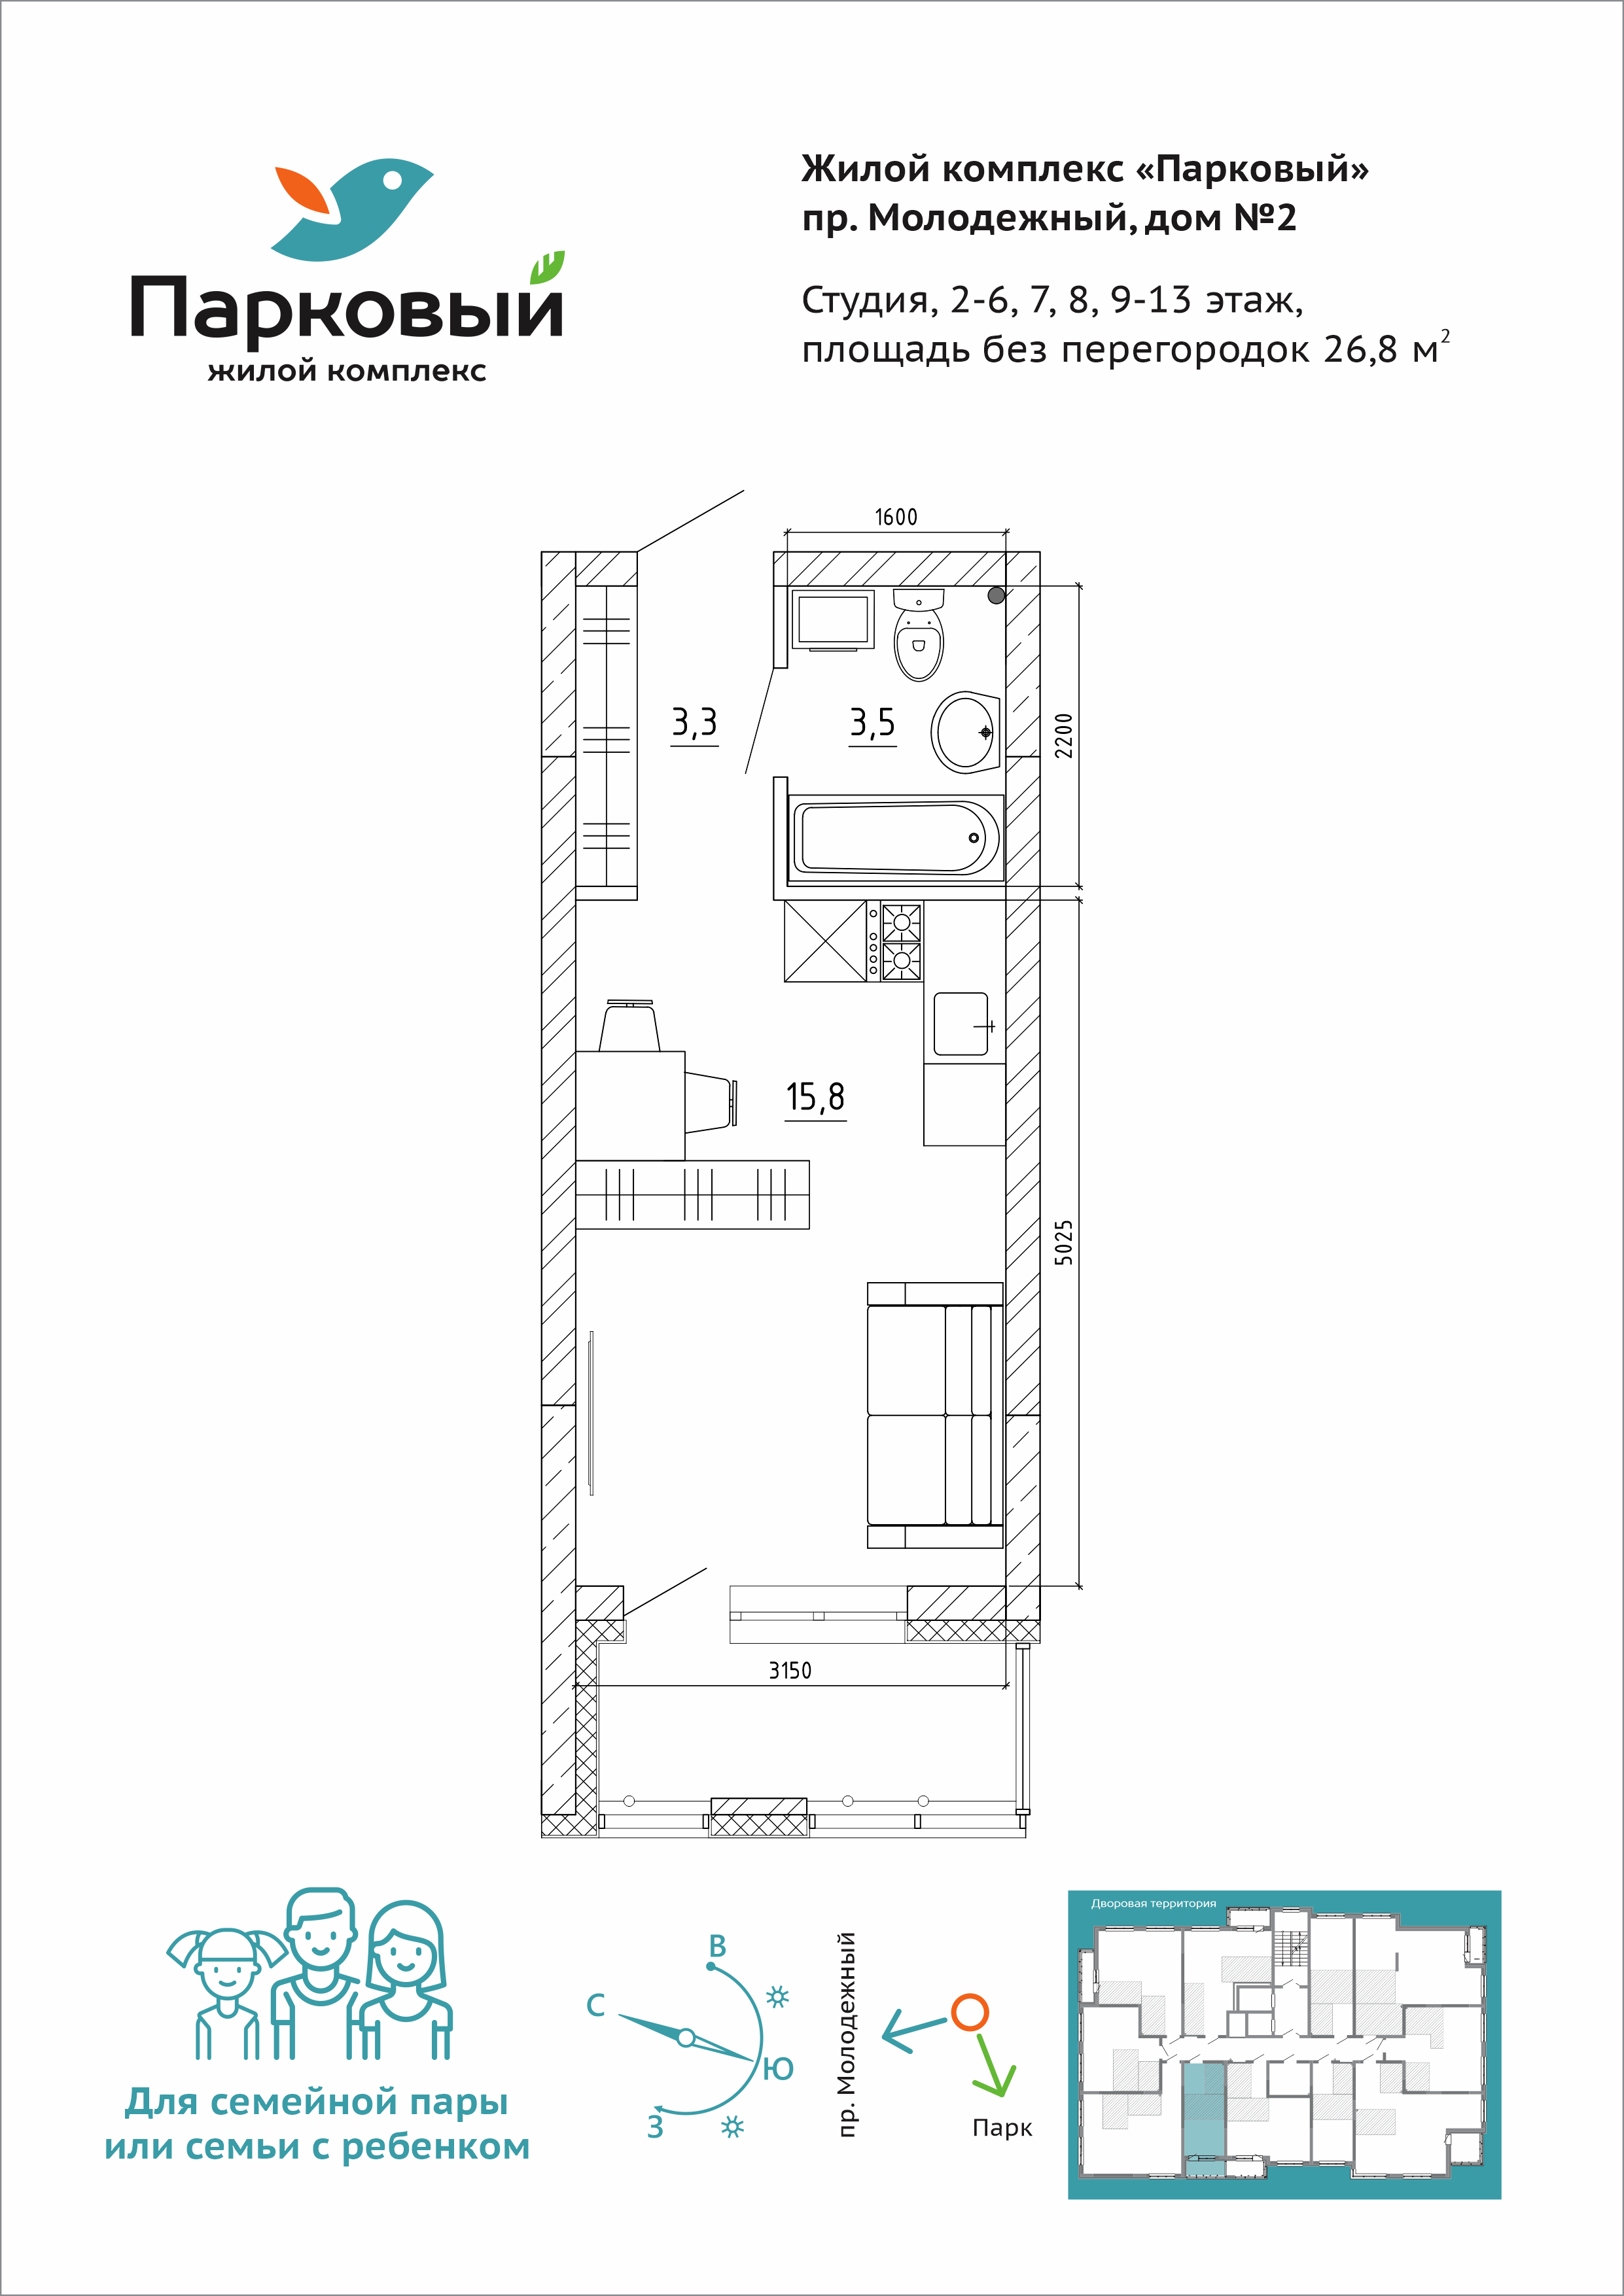 Парковый
жилой комплекс
Жилой комплекс «Парковый»
пр. Молодежный, дом №2
Студия, 2-6, 7, 8, 9-13 этаж,
площадь без перегородок 26,8 м²
1600
3,3
3,5
2200
15,8
5025
3150
Для семейной пары
или семьи с ребенком
В
С
Ю
З
пр. Молодежный
Парк
Дворовая территория